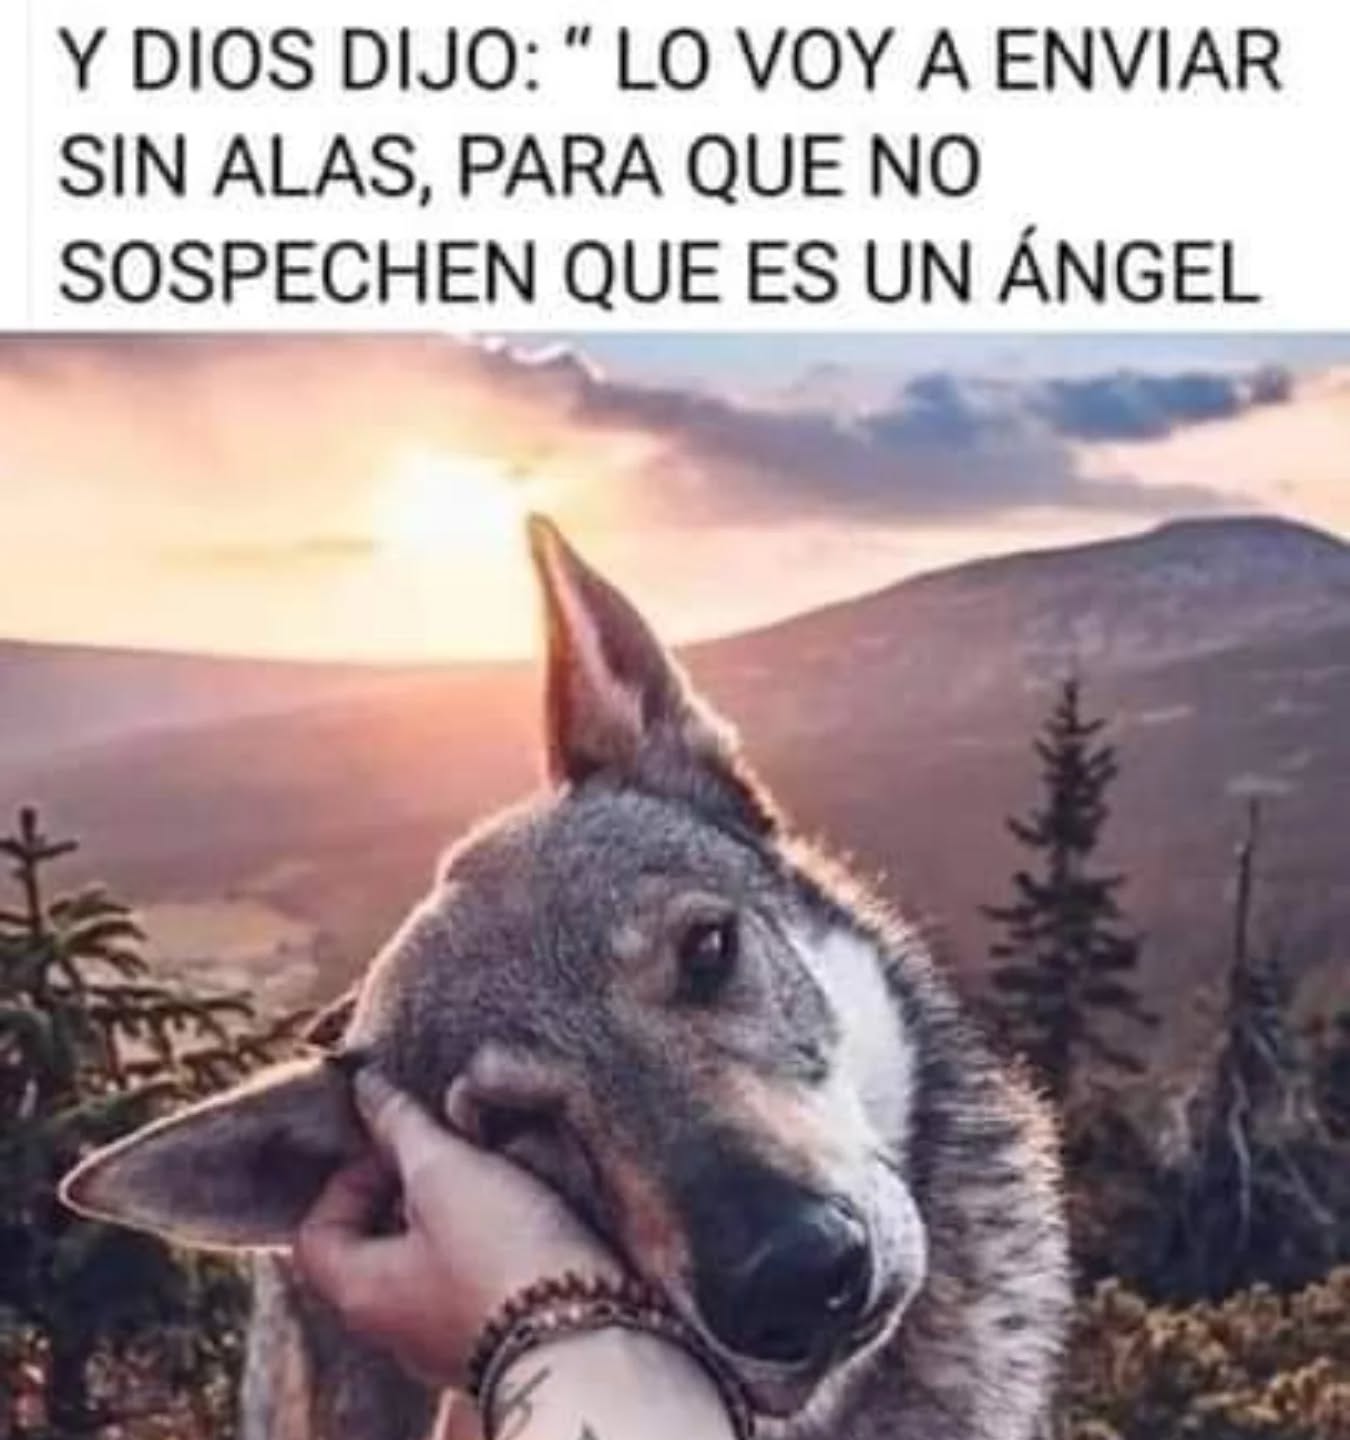 Y DIOS DIJO: “ LO VOY A ENVIAR
SIN ALAS, PARA QUE NO
SOSPECHEN QUE ES UN ÁNGEL